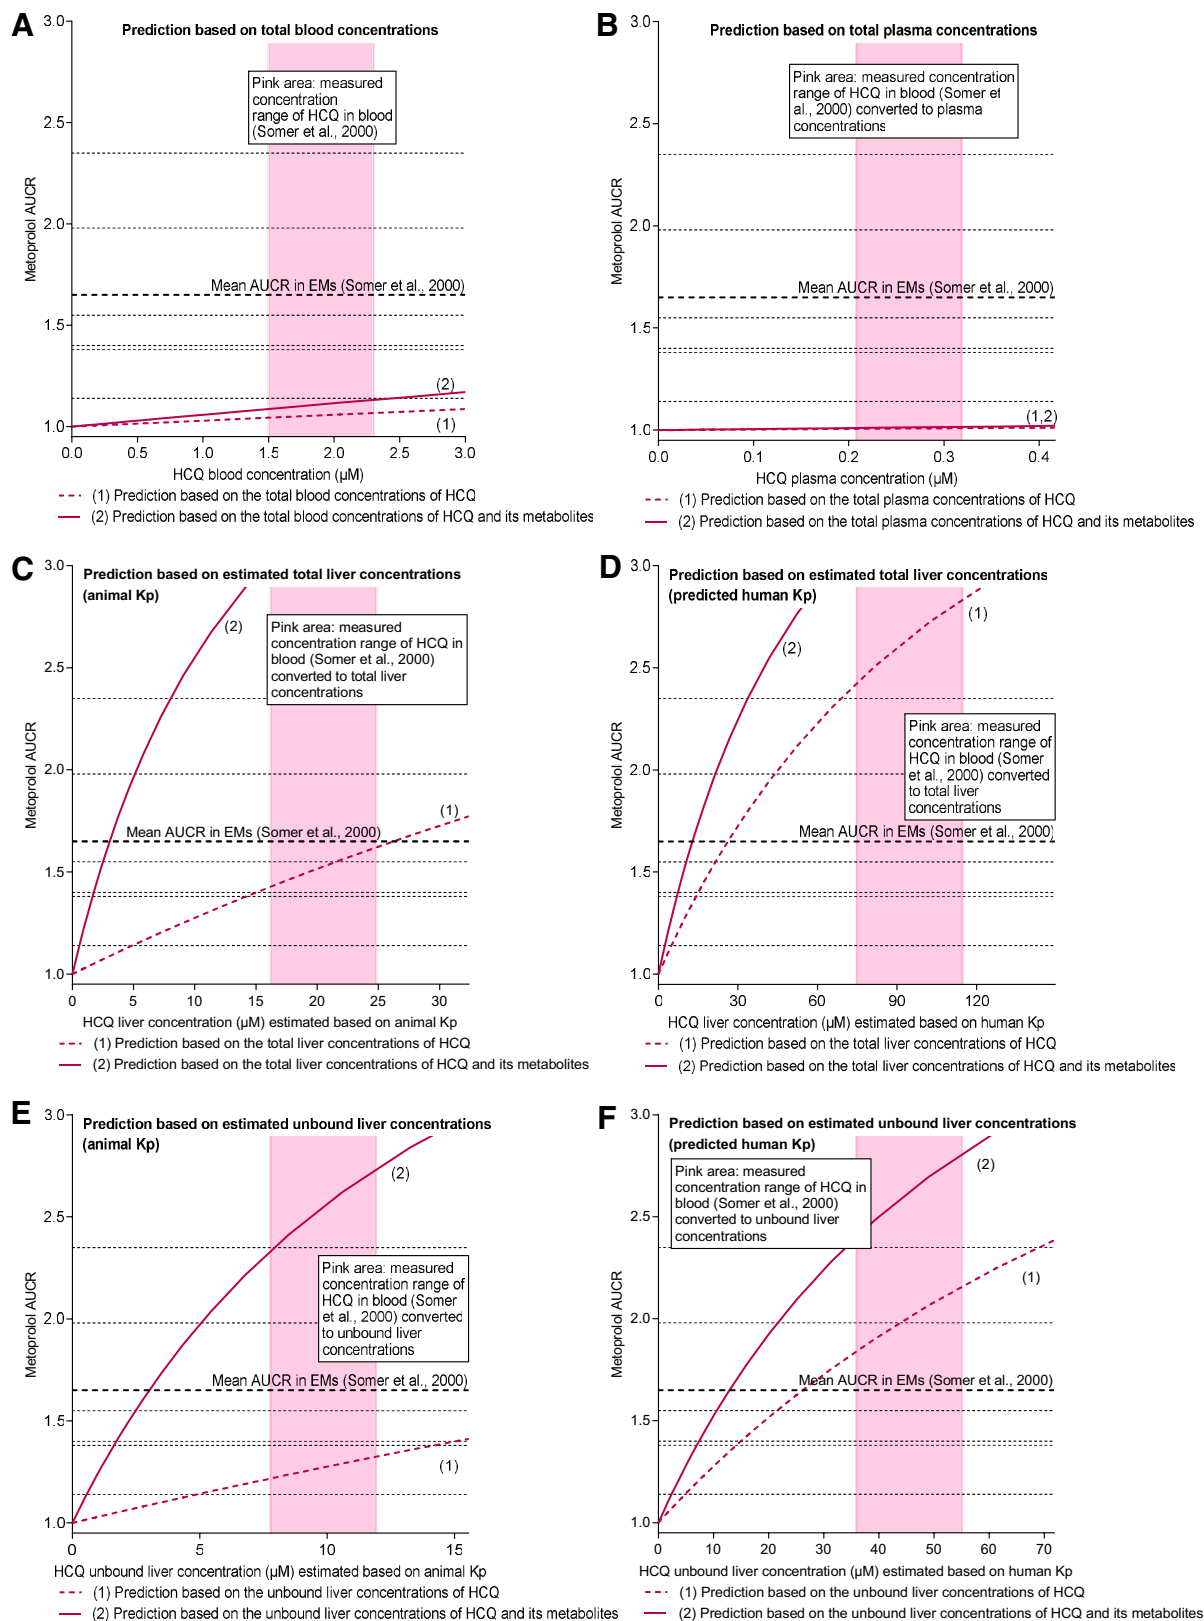 A
Prediction based on total blood concentrations
3.0
2.5
2.0
1.5
1.0
Metoprolol AUCR
Pink area: measured
concentration
range of HCQ in blood
(Somer et al., 2000)
Mean AUCR in EMs (Somer et al., 2000)
(2)
(1)
0.0 0.5 1.0 1.5 2.0 2.5 3.0
HCQ blood concentration (µM)
(1) Prediction based on the total blood concentrations of HCQ
(2) Prediction based on the total blood concentrations of HCQ and its metabolites
B
Prediction based on total plasma concentrations
3.0
2.5
2.0
1.5
1.0
Metoprolol AUCR
Pink area: measured concentration
range of HCQ in blood (Somer et
al., 2000) converted to plasma
concentrations
Mean AUCR in EMs (Somer et al., 2000)
(1,2)
0.0 0.1 0.2 0.3 0.4
HCQ plasma concentration (µM)
(1) Prediction based on the total plasma concentrations of HCQ
(2) Prediction based on the total plasma concentrations of HCQ and its metabolites
C
Prediction based on estimated total liver concentrations
(animal Kp)
3.0
2.5
2.0
1.5
1.0
Metoprolol AUCR
(2)
Pink area: measured
concentration range of HCQ in
blood (Somer et al., 2000)
converted to total liver
concentrations
(1)
Mean AUCR in EMs (Somer et al., 2000)
0 5 10 15 20 25 30
HCQ liver concentration (µM) estimated based on animal Kp
(1) Prediction based on the total liver concentrations of HCQ
(2) Prediction based on the total liver concentrations of HCQ and its metabolites
D
Prediction based on estimated total liver concentrations
(predicted human Kp)
3.0
2.5
2.0
1.5
1.0
Metoprolol AUCR
(1)
(2)
Pink area: measured
concentration range of
HCQ in blood (Somer
et al., 2000) converted
to total liver
concentrations
Mean AUCR in EMs (Somer et al., 2000)
0 30 60 90 120
HCQ liver concentration (µM) estimated based on human Kp
(1) Prediction based on the total liver concentrations of HCQ
(2) Prediction based on the total liver concentrations of HCQ and its metabolites
E
Prediction based on estimated unbound liver concentrations
(animal Kp)
3.0
2.5
2.0
1.5
1.0
Metoprolol AUCR
(2)
Pink area: measured
concentration range of
HCQ in blood (Somer
et al., 2000) converted
to unbound liver
concentrations
Mean AUCR in EMs (Somer et al., 2000)
(1)
0 5 10 15
HCQ unbound liver concentration (µM) estimated based on animal Kp
(1) Prediction based on the unbound liver concentrations of HCQ
(2) Prediction based on the unbound liver concentrations of HCQ and its metabolites
F
Prediction based on estimated unbound liver concentrations
(predicted human Kp)
3.0
2.5
2.0
1.5
1.0
Metoprolol AUCR
Pink area: measured
concentration range of HCQ in
blood (Somer et al., 2000)
converted to unbound liver
concentrations
(2)
(1)
Mean AUCR in EMs (Somer et al., 2000)
0 10 20 30 40 50 60 70
HCQ unbound liver concentration (µM) estimated based on human Kp
(1) Prediction based on the unbound liver concentrations of HCQ
(2) Prediction based on the unbound liver concentrations of HCQ and its metabolites